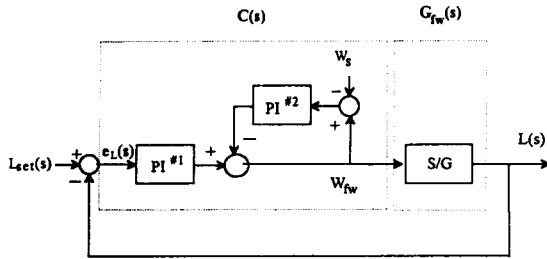 C(s)
G_fw(s)
W_s
PI #2
−
+
−
L_set(s)
+
−
e_L(s)
PI #1
+
W_fw
S/G
L(s)